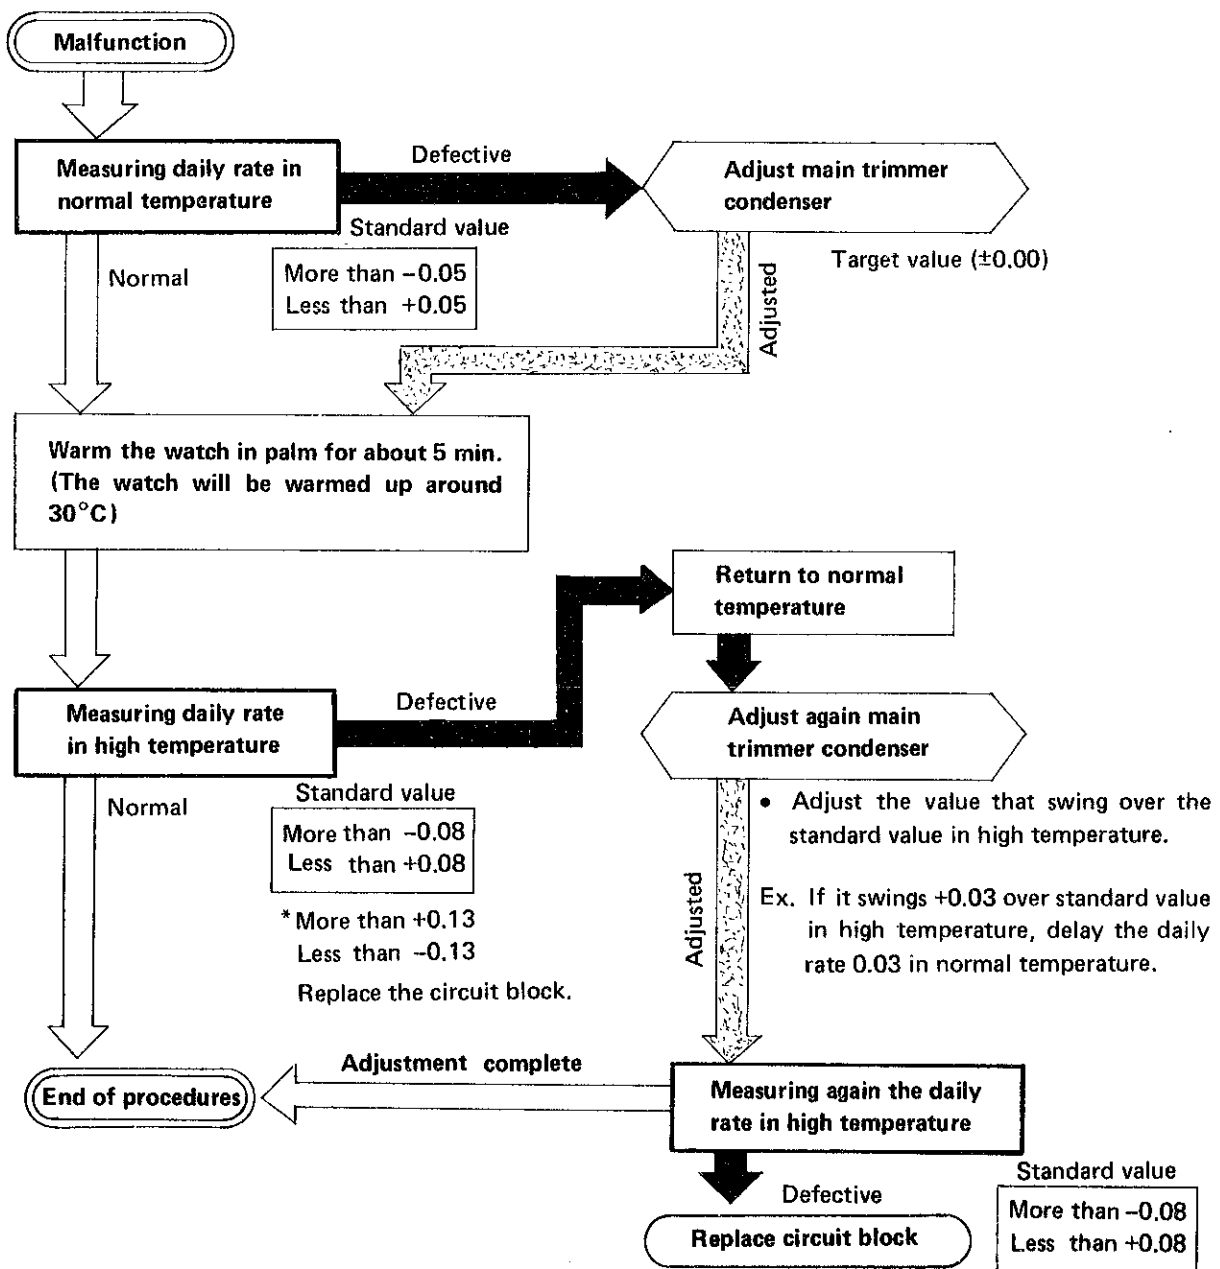 Malfunction
Measuring daily rate in
normal temperature
Defective
Adjust main trimmer
condenser
Standard value
More than −0.05
Less than +0.05
Target value (±0.00)
Normal
Adjusted
Warm the watch in palm for about 5 min.
(The watch will be warmed up around
30°C)
Return to normal
temperature
Measuring daily rate
in high temperature
Defective
Adjust again main
trimmer condenser
Normal
Standard value
More than −0.08
Less than +0.08
*More than +0.13
Less than −0.13
Replace the circuit block.
• Adjust the value that swing over the
standard value in high temperature.
Ex. If it swings +0.03 over standard value
in high temperature, delay the daily
rate 0.03 in normal temperature.
Adjusted
Adjustment complete
End of procedures
Measuring again the daily
rate in high temperature
Defective
Standard value
More than −0.08
Less than +0.08
Replace circuit block